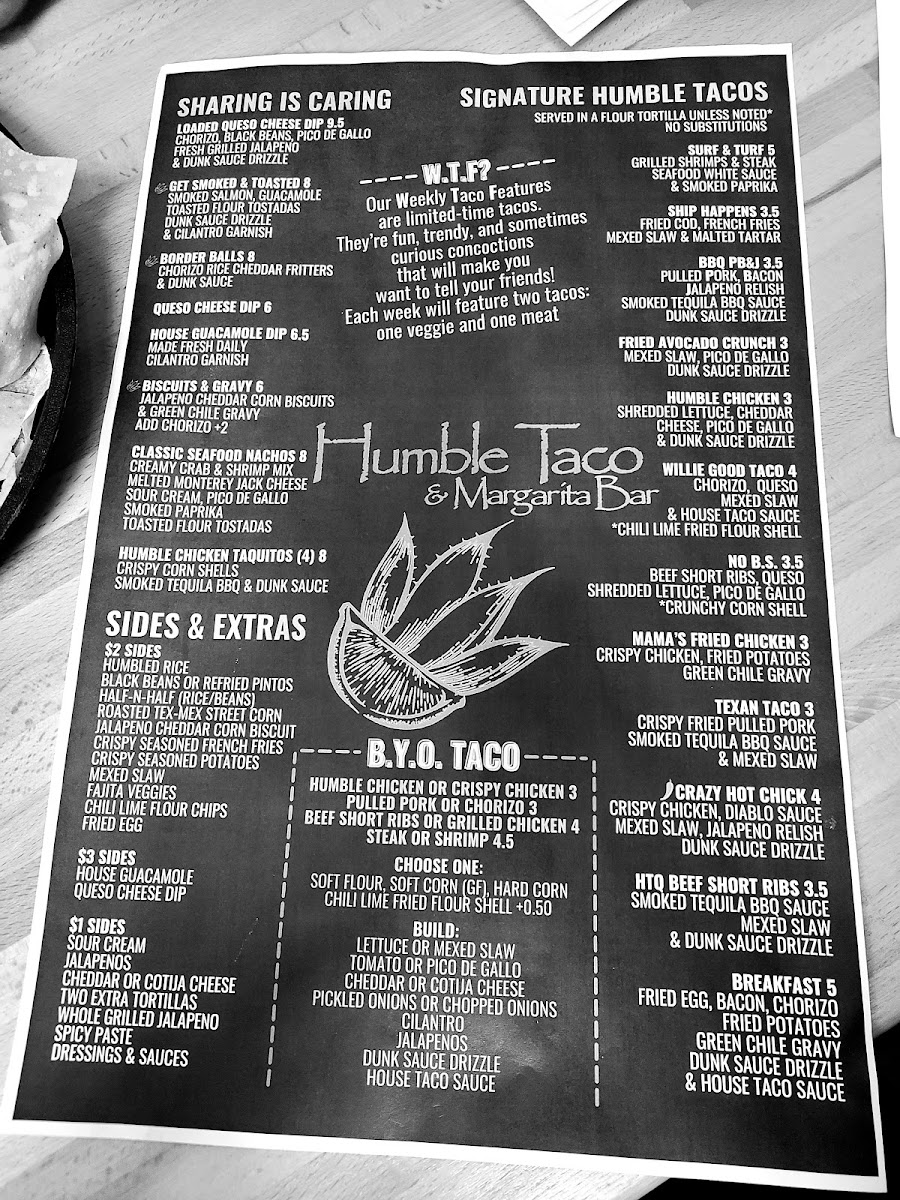 SHARING IS CARING
LOADED QUESO CHEESE DIP 9.5
CHORIZO, BLACK BEANS, PICO DE GALLO
FRESH GRILLED JALAPENO
& DUNK SAUCE DRIZZLE
GET SMOKED & TOASTED 8
SMOKED SALMON, GUACAMOLE
TOASTED FLOUR TOSTADAS
DUNK SAUCE DRIZZLE
& CILANTRO GARNISH
BORDER BALLS 8
CHORIZO RICE CHEDDAR FRITTERS
& DUNK SAUCE
QUESO CHEESE DIP 6
HOUSE GUACAMOLE DIP 6.5
MADE FRESH DAILY
CILANTRO GARNISH
BISCUITS & GRAVY 6
JALAPENO CHEDDAR CORN BISCUITS
& GREEN CHILE GRAVY
ADD CHORIZO +2
CLASSIC SEAFOOD NACHOS 8
CREAMY CRAB & SHRIMP MIX
MELTED MONTEREY JACK CHEESE
SOUR CREAM, PICO DE GALLO
SMOKED PAPRIKA
TOASTED FLOUR TOSTADAS
HUMBLE CHICKEN TAQUITOS (4) 8
CRISPY CORN SHELLS
SMOKED TEQUILA BBQ & DUNK SAUCE
SIDES & EXTRAS
$2 SIDES
HUMBLED RICE
BLACK BEANS OR REFRIED PINTOS
HALF-N-HALF (RICE/BEANS)
ROASTED TEX-MEX STREET CORN
JALAPENO CHEDDAR CORN BISCUIT
CRISPY SEASONED FRENCH FRIES
CRISPY SEASONED POTATOES
MEXED SLAW
FAJITA VEGGIES
CHILI LIME FLOUR CHIPS
FRIED EGG
$3 SIDES
HOUSE GUACAMOLE
QUESO CHEESE DIP
$1 SIDES
SOUR CREAM
JALAPENOS
CHEDDAR OR COTIJA CHEESE
TWO EXTRA TORTILLAS
WHOLE GRILLED JALAPENO
SPICY PASTE
DRESSINGS & SAUCES
W.T.F?
Our Weekly Taco Features
are limited-time tacos.
They're fun, trendy, and sometimes
curious concoctions
that will make you
want to tell your friends!
Each week will feature two tacos:
one veggie and one meat
Humble Taco
& Margarita Bar
B.Y.O. TACO
HUMBLE CHICKEN OR CRISPY CHICKEN 3
PULLED PORK OR CHORIZO 3
BEEF SHORT RIBS OR GRILLED CHICKEN 4
STEAK OR SHRIMP 4.5
CHOOSE ONE:
SOFT FLOUR, SOFT CORN (GF), HARD CORN
CHILI LIME FRIED FLOUR SHELL +0.50
BUILD:
LETTUCE OR MEXED SLAW
TOMATO OR PICO DE GALLO
CHEDDAR OR COTIJA CHEESE
PICKLED ONIONS OR CHOPPED ONIONS
CILANTRO
JALAPENOS
DUNK SAUCE DRIZZLE
HOUSE TACO SAUCE
SIGNATURE HUMBLE TACOS
SERVED IN A FLOUR TORTILLA UNLESS NOTED*
NO SUBSTITUTIONS
SURF & TURF 5
GRILLED SHRIMPS & STEAK
SEAFOOD WHITE SAUCE
& SMOKED PAPRIKA
SHIP HAPPENS 3.5
FRIED COD, FRENCH FRIES
MEXED SLAW & MALTED TARTAR
BBQ PB&J 3.5
PULLED PORK, BACON
JALAPENO RELISH
SMOKED TEQUILA BBQ SAUCE
DUNK SAUCE DRIZZLE
FRIED AVOCADO CRUNCH 3
MEXED SLAW, PICO DE GALLO
DUNK SAUCE DRIZZLE
HUMBLE CHICKEN 3
SHREDDED LETTUCE, CHEDDAR
CHEESE, PICO DE GALLO
& DUNK SAUCE DRIZZLE
WILLIE GOOD TACO 4
CHORIZO, QUESO
MEXED SLAW
& HOUSE TACO SAUCE
*CHILI LIME FRIED FLOUR SHELL
NO B.S. 3.5
BEEF SHORT RIBS, QUESO
SHREDDED LETTUCE, PICO DE GALLO
*CRUNCHY CORN SHELL
MAMA'S FRIED CHICKEN 3
CRISPY CHICKEN, FRIED POTATOES
GREEN CHILE GRAVY
TEXAN TACO 3
CRISPY FRIED PULLED PORK
SMOKED TEQUILA BBQ SAUCE
& MEXED SLAW
CRAZY HOT CHICK 4
CRISPY CHICKEN, DIABLO SAUCE
MEXED SLAW, JALAPENO RELISH
DUNK SAUCE DRIZZLE
HTQ BEEF SHORT RIBS 3.5
SMOKED TEQUILA BBQ SAUCE
MEXED SLAW
& DUNK SAUCE DRIZZLE
BREAKFAST 5
FRIED EGG, BACON, CHORIZO
FRIED POTATOES
GREEN CHILE GRAVY
DUNK SAUCE DRIZZLE
& HOUSE TACO SAUCE